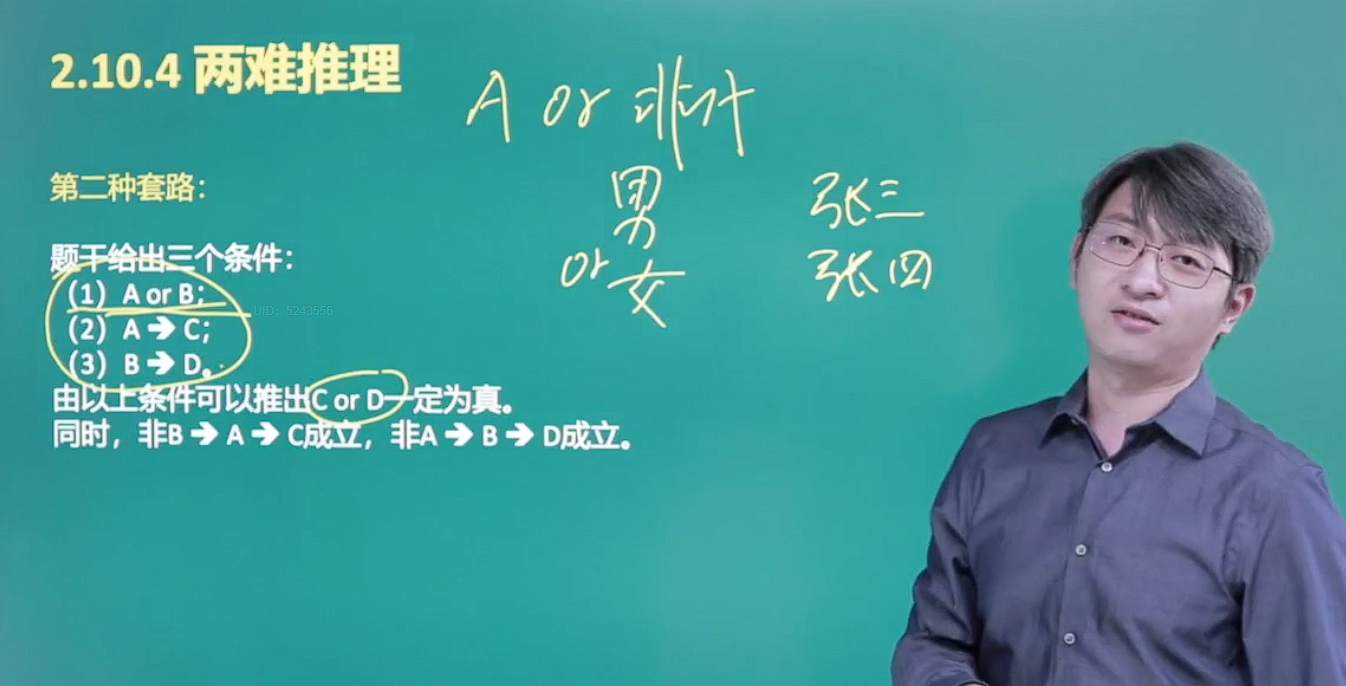 2.10.4 两难推理
A or 非A
男
or 女
张三
张四
第二种套路：
题干给出三个条件：
（1）A or B；
UID：5243556
（2）A ➔ C；
（3）B ➔ D。
由以上条件可以推出C or D一定为真。
同时，非B ➔ A ➔ C成立，非A ➔ B ➔ D成立。